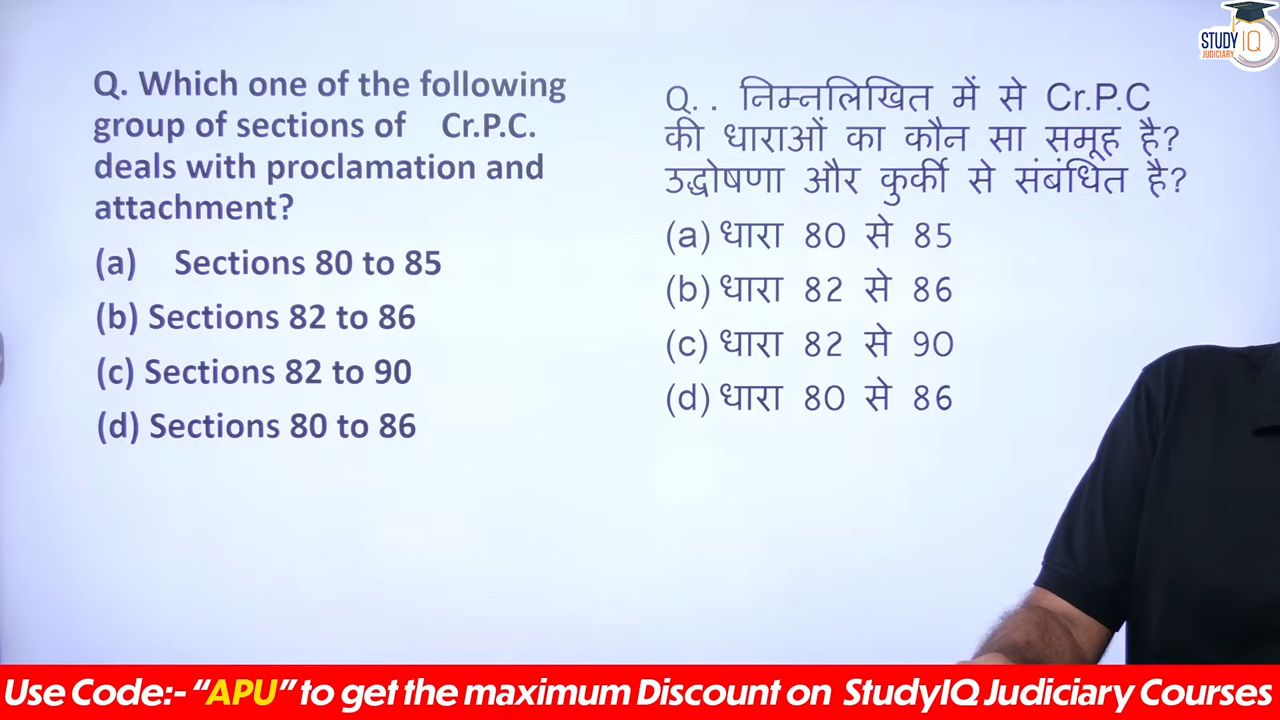 STUDY IQ
JUDICIARY
Q. Which one of the following
group of sections of Cr.P.C.
deals with proclamation and
attachment?
(a) Sections 80 to 85
(b) Sections 82 to 86
(c) Sections 82 to 90
(d) Sections 80 to 86
Q. . निम्नलिखित में से Cr.P.C
की धाराओं का कौन सा समूह है?
उद्घोषणा और कुर्की से संबंधित है?
(a) धारा 80 से 85
(b) धारा 82 से 86
(c) धारा 82 से 90
(d) धारा 80 से 86
Use Code:- “APU” to get the maximum Discount on StudyIQ Judiciary Courses